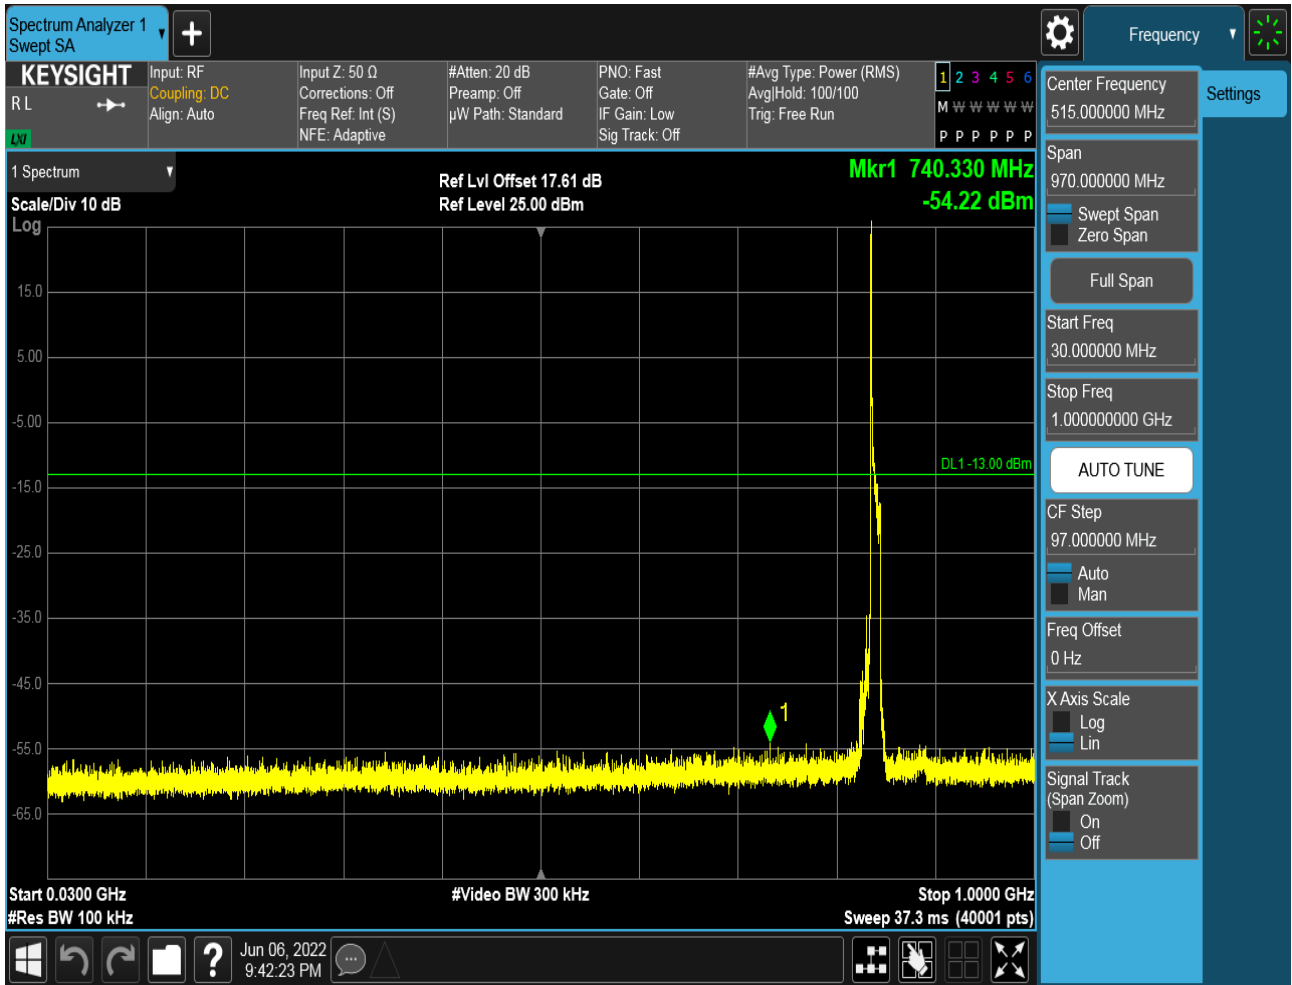 Spectrum Analyzer 1
Swept SA
Frequency
KEYSIGHT
R L
LXI
Input: RF
Coupling: DC
Align: Auto
Input Z: 50 Ω
Corrections: Off
Freq Ref: Int (S)
NFE: Adaptive
#Atten: 20 dB
Preamp: Off
µW Path: Standard
PNO: Fast
Gate: Off
IF Gain: Low
Sig Track: Off
#Avg Type: Power (RMS)
Avg|Hold: 100/100
Trig: Free Run
1 2 3 4 5 6
M W W W W W
P P P P P P
1 Spectrum
Scale/Div 10 dB
Log
Ref Lvl Offset 17.61 dB
Ref Level 25.00 dBm
Mkr1 740.330 MHz
-54.22 dBm
15.0
5.00
-5.00
-15.0
-25.0
-35.0
-45.0
-55.0
-65.0
DL1 -13.00 dBm
1
Start 0.0300 GHz
#Res BW 100 kHz
#Video BW 300 kHz
Stop 1.0000 GHz
Sweep 37.3 ms (40001 pts)
Jun 06, 2022
9:42:23 PM
Center Frequency
515.000000 MHz
Span
970.000000 MHz
Swept Span
Zero Span
Full Span
Start Freq
30.000000 MHz
Stop Freq
1.000000000 GHz
AUTO TUNE
CF Step
97.000000 MHz
Auto
Man
Freq Offset
0 Hz
X Axis Scale
Log
Lin
Signal Track
(Span Zoom)
On
Off
Settings